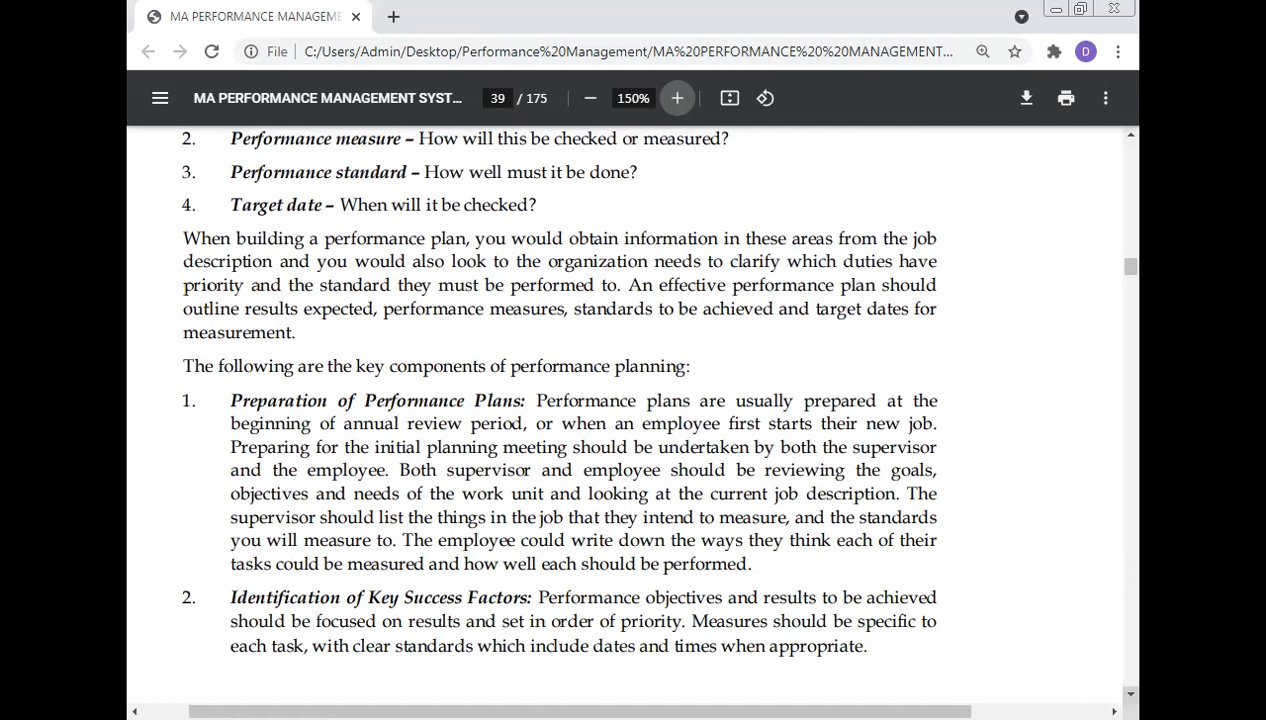 MA PERFORMANCE MANAGEME
File C:/Users/Admin/Desktop/Performance%20Management/MA%20PERFORMANCE%20%20MANAGEMENT... D
MA PERFORMANCE MANAGEMENT SYST... 39 / 175 150%
2. Performance measure – How will this be checked or measured?
3. Performance standard – How well must it be done?
4. Target date – When will it be checked?
When building a performance plan, you would obtain information in these areas from the job
description and you would also look to the organization needs to clarify which duties have
priority and the standard they must be performed to. An effective performance plan should
outline results expected, performance measures, standards to be achieved and target dates for
measurement.
The following are the key components of performance planning:
1. Preparation of Performance Plans: Performance plans are usually prepared at the
beginning of annual review period, or when an employee first starts their new job.
Preparing for the initial planning meeting should be undertaken by both the supervisor
and the employee. Both supervisor and employee should be reviewing the goals,
objectives and needs of the work unit and looking at the current job description. The
supervisor should list the things in the job that they intend to measure, and the standards
you will measure to. The employee could write down the ways they think each of their
tasks could be measured and how well each should be performed.
2. Identification of Key Success Factors: Performance objectives and results to be achieved
should be focused on results and set in order of priority. Measures should be specific to
each task, with clear standards which include dates and times when appropriate.